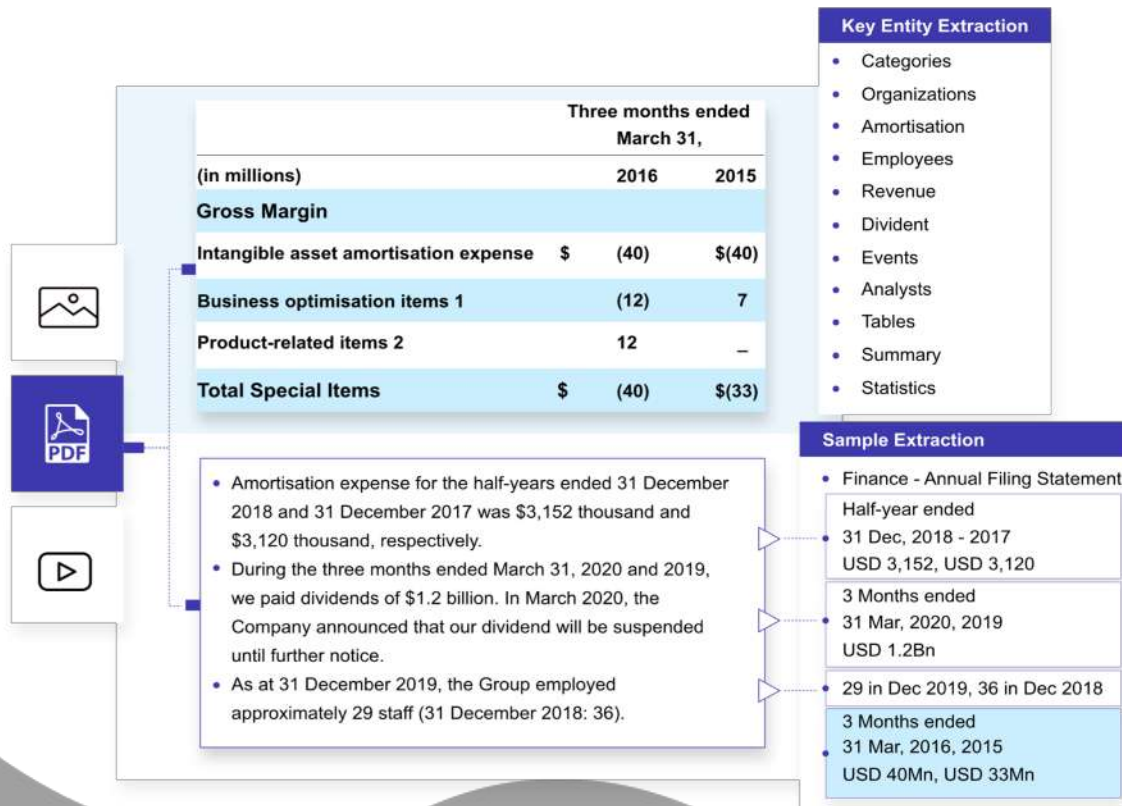 Key Entity Extraction
• Categories
• Organizations
• Amortisation
• Employees
• Revenue
• Divident
• Events
• Analysts
• Tables
• Summary
• Statistics
Three months ended
March 31,
(in millions) 2016 2015
Gross Margin
Intangible asset amortisation expense $ (40) $(40)
Business optimisation items 1 (12) 7
Product-related items 2 12 _
Total Special Items $ (40) $(33)
PDF
• Amortisation expense for the half-years ended 31 December
2018 and 31 December 2017 was $3,152 thousand and
$3,120 thousand, respectively.
• During the three months ended March 31, 2020 and 2019,
we paid dividends of $1.2 billion. In March 2020, the
Company announced that our dividend will be suspended
until further notice.
• As at 31 December 2019, the Group employed
approximately 29 staff (31 December 2018: 36).
Sample Extraction
• Finance - Annual Filing Statement
Half-year ended
• 31 Dec, 2018 - 2017
USD 3,152, USD 3,120
3 Months ended
• 31 Mar, 2020, 2019
USD 1.2Bn
• 29 in Dec 2019, 36 in Dec 2018
3 Months ended
• 31 Mar, 2016, 2015
USD 40Mn, USD 33Mn